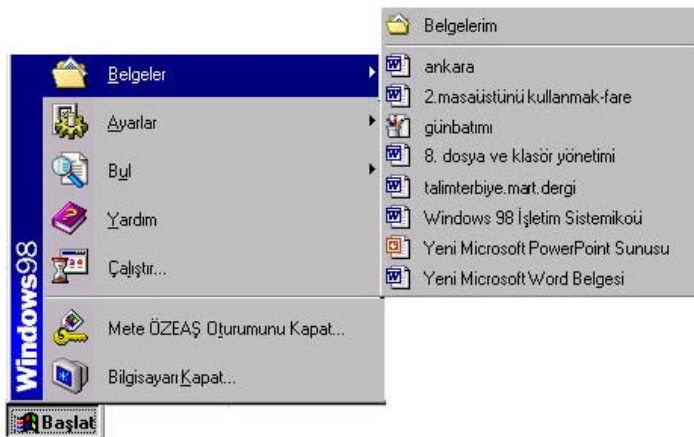 Belgeler
Ayarlar
Bul
Yardım
Çalıştır...
Mete ÖZEAŞ Oturumunu Kapat...
Bilgisayarı Kapat...
Windows98
Başlat
Belgelerim
ankara
2.masaüstünü kullanmak-fare
günbatımı
8. dosya ve klasör yönetimi
talimterbiye.mart.dergi
Windows 98 İşletim Sistemikoü
Yeni Microsoft PowerPoint Sunusu
Yeni Microsoft Word Belgesi